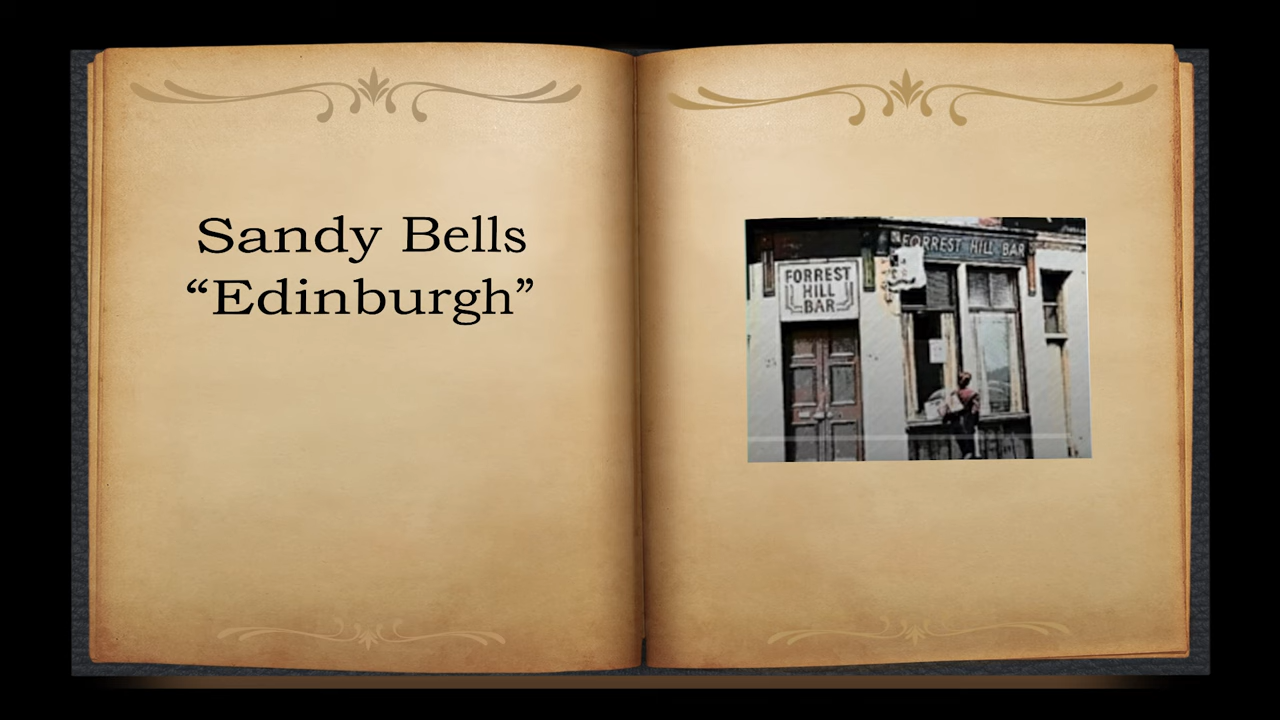 Sandy Bells
“Edinburgh”
FORREST HILL BAR
FORREST
HILL
BAR